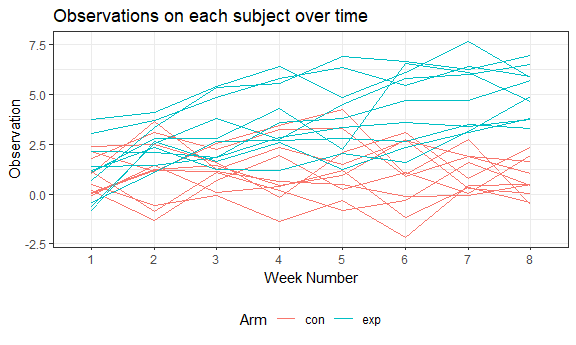 Observations on each subject over time
7.5
5.0
2.5
0.0
-2.5
Observation
1 2 3 4 5 6 7 8
Week Number
Arm con exp